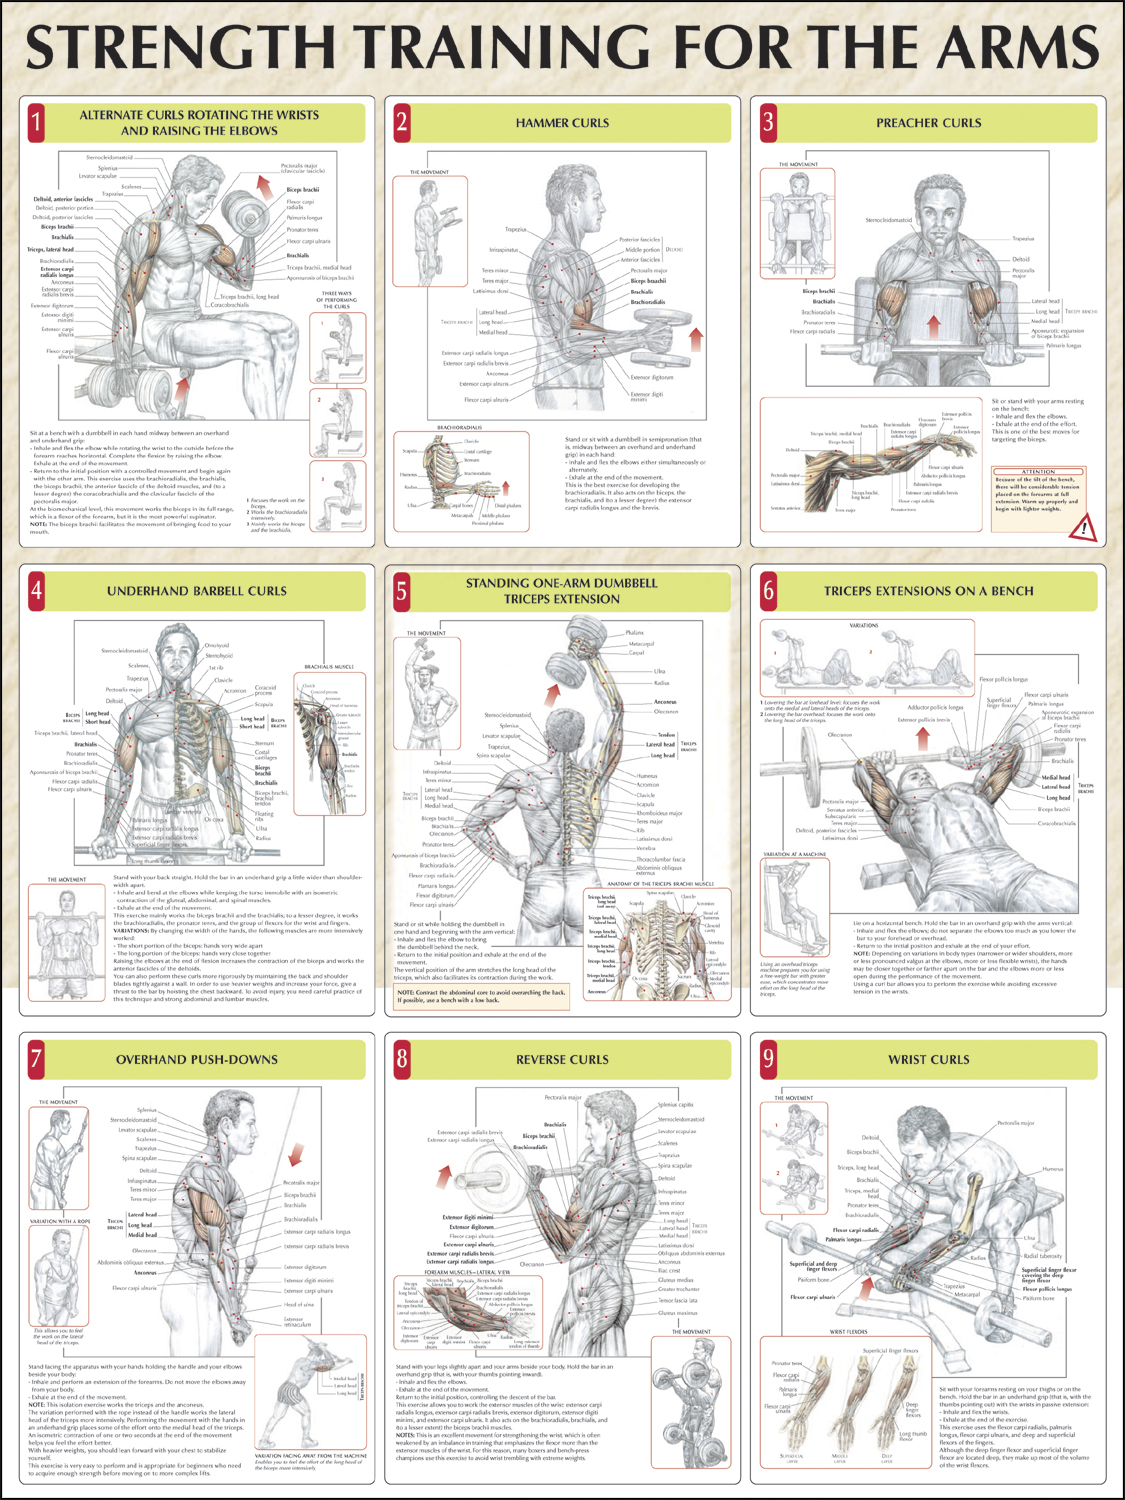 STRENGTH TRAINING FOR THE ARMS
1
ALTERNATE CURLS ROTATING THE WRISTS
AND RAISING THE ELBOWS
Sternocleidomastoid
Splenius
Levator scapulae
Scalenes
Trapezius
Deltoid, anterior fascicles
Deltoid, posterior fascicles
Biceps brachii
Brachialis
Triceps, lateral head
Brachioradialis
Extensor carpi
radialis longus
Anconeus
Extensor carpi
radialis brevis
Extensor digitorum
Extensor digiti
minimi
Extensor carpi
ulnaris
Flexor carpi
ulnaris
Pectoralis major
Biceps brachii
Flexor carpi
radialis
Palmaris longus
Pronator teres
Flexor carpi ulnaris
Brachialis
Triceps brachii, medial head
Aponeurosis of biceps brachii
Triceps brachii, long head
Coracobrachialis
THREE WAYS
OF PERFORMING
THE CURLS
1
2
3
Sit at a bench with a dumbbell in each hand midway between an overhand
and underhand grip:
- Inhale and flex the elbow while rotating the wrist to the outside before the
forearm reaches horizontal. Complete the flexion by raising the elbow.
Exhale at the end of the movement.
- Return to the initial position with a controlled movement and begin again
with the other arm. This exercise uses the brachioradialis, the brachialis,
the biceps brachii, the anterior fascicle of the deltoid muscles, and (to a
lesser degree) the coracobrachialis and the clavicular fascicle of the
pectoralis major.
At the biomechanical level, this movement works the biceps in its full range,
which is a flexor of the forearm, but it is the most powerful supinator.
NOTE: The biceps brachii facilitates the movement of bringing food to your
mouth.
1 Focuses the work on the
biceps.
2 Works the brachioradialis
intensively.
3 Mainly works the biceps
and the brachialis.
2
HAMMER CURLS
THE MOVEMENT
Trapezius
Infraspinatus
Teres minor
Teres major
Latissimus dorsi
Lateral head
TRICEPS BRACHII
Long head
Medial head
Extensor carpi radialis longus
Extensor carpi radialis brevis
Anconeus
Extensor carpi ulnaris
Flexor carpi ulnaris
Posterior fascicles
Middle portion
DELTOID
Anterior fascicles
Pectoralis major
Biceps brachii
Brachialis
Brachioradialis
Extensor digitorum
Extensor digiti
minimi
BRACHIORADIALIS
Clavicle
Scapula
Costal cartilage
Sternum
Brachioradialis
Humerus
Radius
Ulna
Carpal bones
Distal phalanx
Metacarpals
Middle phalanx
Proximal phalanx
Stand or sit with a dumbbell in semipronation (that
is, midway between an overhand and underhand
grip) in each hand:
- Inhale and flex the elbows either simultaneously or
alternately.
- Exhale at the end of the movement.
This is the best exercise for developing the
brachioradialis. It also acts on the biceps, the
brachialis, and (to a lesser degree) the extensor
carpi radialis longus and the brevis.
3
PREACHER CURLS
THE MOVEMENT
Sternocleidomastoid
Trapezius
Deltoid
Pectoralis
major
Biceps brachii
Brachialis
Brachioradialis
Pronator teres
Flexor carpi radialis
Lateral head
Long head
TRICEPS BRACHII
Medial head
Aponeurotic expansion
of biceps brachii
Palmaris longus
Sit or stand with your arms resting
on the bench:
- Inhale and flex the elbows.
- Exhale at the end of the effort.
This is one of the best moves for
targeting the biceps.
ATTENTION
Because of the tilt of the bench,
there will be considerable tension
placed on the forearms at full
extension. Warm up properly and
begin with lighter weights.
4
UNDERHAND BARBELL CURLS
Sternocleidomastoid
Scalenes
Trapezius
Pectoralis major
Deltoid
BICEPS BRACHII
Long head
Short head
Triceps brachii, lateral head
Brachialis
Pronator teres
Brachioradialis
Aponeurosis of biceps brachii
Flexor carpi radialis
Flexor carpi ulnaris
Omohyoid
Sternohyoid
1st rib
Clavicle
Acromion
Coracoid
process
Scapula
Long head
Short head
BICEPS BRACHII
Sternum
Costal
cartilages
Biceps
brachii
Brachialis
Biceps brachii,
brachial
tendon
Floating
ribs
Ulna
Radius
BRACHIALIS MUSCLE
THE MOVEMENT
Stand with your back straight. Hold the bar in an underhand grip a little wider than shoulder-
width apart.
- Inhale and bend at the elbows while keeping the torso immobile with an isometric
contraction of the gluteal, abdominal, and spinal muscles.
- Exhale at the end of the movement.
This exercise mainly works the biceps brachii and the brachialis, to a lesser degree, it works
the brachioradialis, the pronator teres, and the group of flexors for the wrist and fingers.
VARIATIONS: By changing the width of the hands, the following muscles are more intensively
worked:
- The short portion of the biceps: hands very wide apart
- The long portion of the biceps: hands very close together
Raising the elbows at the end of flexion increases the contraction of the biceps and works the
anterior fascicles of the deltoids.
You can also perform these curls more rigorously by maintaining the back and shoulder
blades tightly against a wall. In order to use heavier weights and increase your force, give a
thrust to the bar by hoisting the chest backward. To avoid injury, you need careful practice of
this technique and strong abdominal and lumbar muscles.
5
STANDING ONE-ARM DUMBBELL
TRICEPS EXTENSION
THE MOVEMENT
Phalanx
Metacarpal
Carpal
Ulna
Radius
Anconeus
Olecranon
Tendon
Lateral head
TRICEPS BRACHII
Long head
Humerus
Acromion
Clavicle
Scapula
Rhomboideus major
Teres major
Rib
Latissimus dorsi
Vertebra
Thoracolumbar fascia
Abdominis obliquus
externus
Sternocleidomastoid
Splenius
Levator scapulae
Trapezius
Spina scapulae
Deltoid
Infraspinatus
Teres minor
Lateral head
Long head
Medial head
TRICEPS BRACHII
Biceps brachii
Brachialis
Olecranon
Pronator teres
Aponeurosis of biceps brachii
Brachioradialis
Flexor carpi radialis
Palmaris longus
Flexor digitorum
Flexor carpi ulnaris
ANATOMY OF THE TRICEPS BRACHII MUSCLE
Stand or sit while holding the dumbbell in
one hand and beginning with the arm vertical:
- Inhale and flex the elbow to bring
the dumbbell behind the neck.
- Return to the initial position and exhale at the end of the
movement.
The vertical position of the arm stretches the long head of the
triceps, which also facilitates its contraction during the work.
NOTE: Contract the abdominal core to avoid overarching the back.
If possible, use a bench with a low back.
6
TRICEPS EXTENSIONS ON A BENCH
VARIATIONS
1
2
1 Lowering the bar at forehead level: focuses the work
onto the medial and lateral heads of the triceps.
2 Lowering the bar overhead: focuses the work onto
the long head of the triceps.
Flexor pollicis longus
Superficial
finger flexors
Adductor pollicis longus
Extensor pollicis brevis
Flexor carpi ulnaris
Palmaris longus
Aponeurotic expansion
of biceps brachii
Flexor carpi
radialis
Pronator teres
Brachialis
Medial head
Lateral head
Long head
TRICEPS BRACHII
Biceps brachii
Coracobrachialis
Olecranon
Pectoralis major
Serratus anterior
Subscapularis
Teres major
Deltoid, posterior fascicles
Latissimus dorsi
VARIATION AT A MACHINE
Using an overhead triceps
machine prepares you for using
a free-weight bar with greater
ease, which concentrates more
effort on the long head of the
triceps.
Lie on a horizontal bench. Hold the bar in an overhand grip with the arms vertical:
- Inhale and flex the elbows; do not separate the elbows too much as you lower the
bar to your forehead or overhead.
- Return to the initial position and exhale at the end of your effort.
NOTE: Depending on variations in body types (narrower or wider shoulders, more
or less pronounced valgus at the elbows, more or less flexible wrists), the hands
may be closer together or farther apart on the bar and the elbows more or less
open during the performance of the movement.
Using a curl bar allows you to perform the exercise while avoiding excessive
tension in the wrists.
7
OVERHAND PUSH-DOWNS
THE MOVEMENT
VARIATION WITH A ROPE
This allows you to feel
the work on the lateral
head of the triceps.
Splenius
Sternocleidomastoid
Levator scapulae
Scalenes
Trapezius
Spina scapulae
Deltoid
Infraspinatus
Teres minor
Teres major
Lateral head
TRICEPS BRACHII
Long head
Medial head
Olecranon
Abdominis obliquus externus
Anconeus
Flexor carpi ulnaris
Pectoralis major
Biceps brachii
Brachialis
Brachioradialis
Extensor carpi radialis longus
Extensor carpi radialis brevis
Extensor digitorum
Extensor digiti minimi
Extensor carpi ulnaris
Head of ulna
Extensor
retinaculum
Medial head
Lateral head
Long head
TRICEPS BRACHII
VARIATION FACING AWAY FROM THE MACHINE
Enables you to feel the effort of the long head of
the triceps more intensively.
Stand facing the apparatus with your hands holding the handle and your elbows
beside your body:
- Inhale and perform an extension of the forearms. Do not move the elbows away
from your body.
- Exhale at the end of the movement.
NOTE: This isolation exercise works the triceps and the anconeus.
The variation performed with the rope instead of the handle works the lateral
head of the triceps more intensively. Performing the movement with the hands in
an underhand grip places some of the effort onto the medial head of the triceps.
An isometric contraction of one or two seconds at the end of the movement
helps you feel the effort better.
With heavier weights, you should lean forward with your chest to stabilize
yourself.
This exercise is very easy to perform and is appropriate for beginners who need
to acquire enough strength before moving on to more complex lifts.
8
REVERSE CURLS
Pectoralis major
Brachialis
Biceps brachii
Brachioradialis
Extensor carpi radialis brevis
Extensor carpi radialis longus
Splenius capitis
Sternocleidomastoid
Levator scapulae
Scalenes
Trapezius
Spina scapulae
Deltoid
Infraspinatus
Teres minor
Teres major
Long head
Lateral head
TRICEPS BRACHII
Medial head
Latissimus dorsi
Obliquus abdominis externus
Anconeus
Iliac crest
Gluteus medius
Greater trochanter
Tensor fascia lata
Gluteus maximus
Extensor digiti minimi
Extensor digitorum
Flexor carpi ulnaris
Extensor carpi ulnaris
Extensor carpi radialis brevis
Extensor carpi radialis longus
Olecranon
FOREARM MUSCLES—LATERAL VIEW
THE MOVEMENT
Stand with your legs slightly apart and your arms beside your body. Hold the bar in an
overhand grip (that is, with your thumbs pointing inward).
- Inhale and flex the elbows.
- Exhale at the end of the movement.
Return to the initial position, controlling the descent of the bar.
This exercise allows you to work the extensor muscles of the wrist: extensor carpi
radialis longus, extensor carpi radialis brevis, extensor digitorum, extensor digiti
minimi, and extensor carpi ulnaris. It also acts on the brachioradialis, brachialis, and
(to a lesser extent) the biceps brachii muscles.
NOTES: This is an excellent movement for strengthening the wrist, which is often
weakened by an imbalance in training that emphasizes the flexor more than the
extensor muscles of the wrist. For this reason, many boxers and bench-press
champions use this exercise to avoid wrist trembling with extreme weights.
9
WRIST CURLS
THE MOVEMENT
1
2
Pectoralis major
Deltoid
Biceps brachii
Triceps, long head
Brachialis
Triceps, medial
head
Pronator teres
Brachioradialis
Flexor carpi radialis
Palmaris longus
Superficial and deep
finger flexors
Pisiform bone
Flexor carpi ulnaris
Humerus
Ulna
Radius
Radial tuberosity
Trapezius
Metacarpal
Superficial finger flexor
covering the deep
finger flexor
Flexor pollicis longus
Pisiform bone
WRIST FLEXORS
Superficial finger flexors
Pronator teres
Flexor carpi
radialis
Palmaris
longus
Flexor carpi
ulnaris
Deep
finger
flexors
Long thumb
flexor
SUPERFICIAL
LAYER
MIDDLE
LAYER
DEEP
LAYER
Sit with your forearms resting on your thighs or on the
bench. Hold the bar in an underhand grip (that is, with the
thumbs pointing out) with the wrists in passive extension:
- Inhale and flex the wrists.
- Exhale at the end of the exercise.
This exercise uses the flexor carpi radialis, palmaris
longus, flexor carpi ulnaris, and deep and superficial
flexors of the fingers.
Although the deep finger flexor and superficial finger
flexor are located deep, they make up most of the volume
of the wrist flexors.